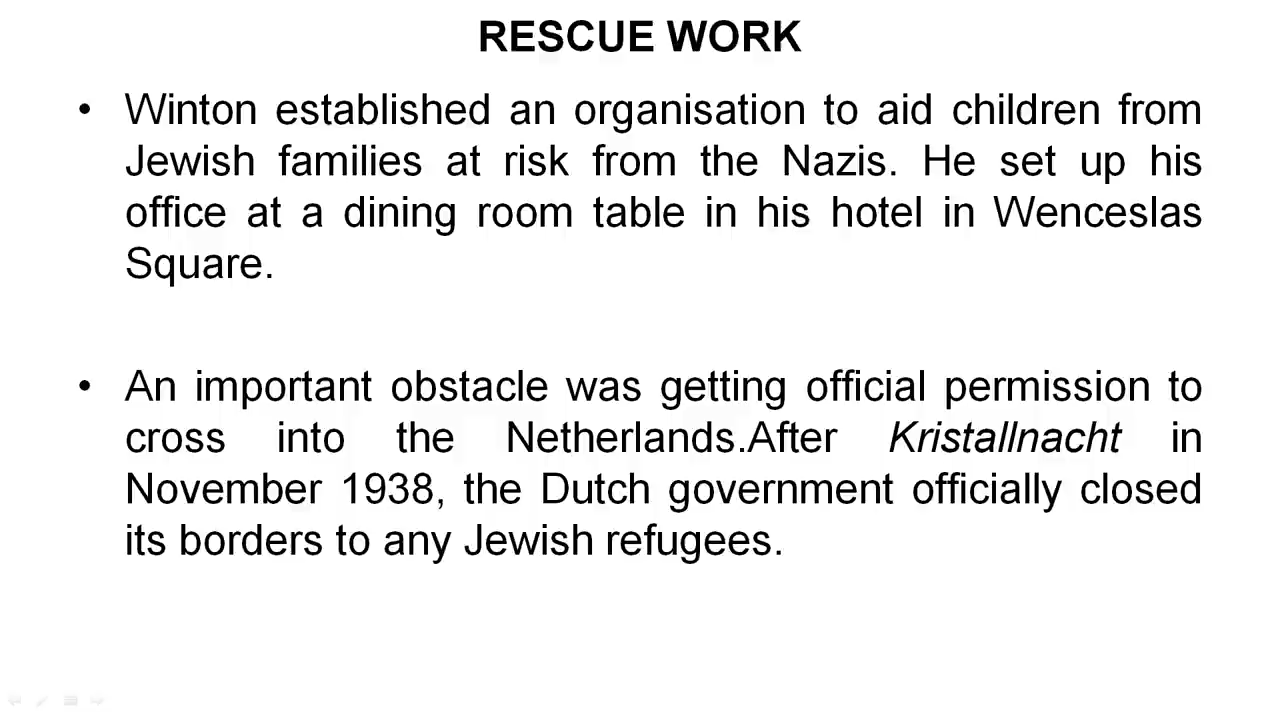 RESCUE WORK
• Winton established an organisation to aid children from
Jewish families at risk from the Nazis. He set up his
office at a dining room table in his hotel in Wenceslas
Square.
• An important obstacle was getting official permission to
cross into the Netherlands.After Kristallnacht in
November 1938, the Dutch government officially closed
its borders to any Jewish refugees.